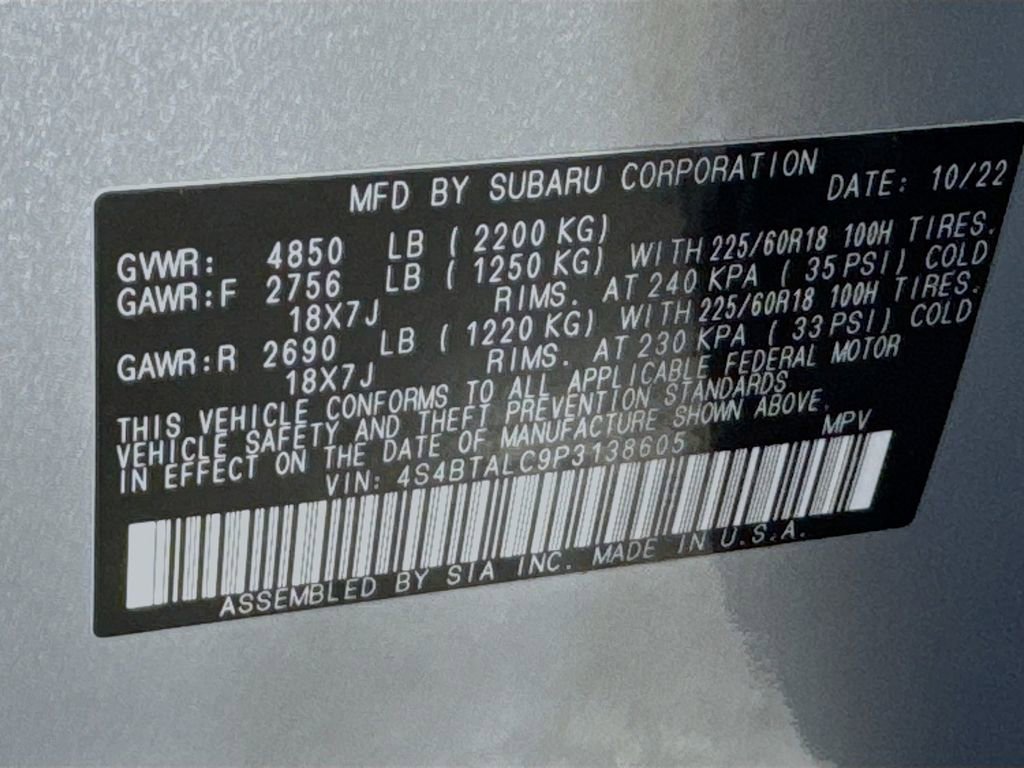 MFD BY SUBARU CORPORATION DATE: 10/22
GVWR: 4850 LB ( 2200 KG)
GAWR:F 2756 LB ( 1250 KG) WITH 225/60R18 100H TIRES.
18X7J RIMS. AT 240 KPA ( 35 PSI) COLD
GAWR:R 2690 LB ( 1220 KG) WITH 225/60R18 100H TIRES.
18X7J RIMS. AT 230 KPA ( 33 PSI) COLD
THIS VEHICLE CONFORMS TO ALL APPLICABLE FEDERAL MOTOR
VEHICLE SAFETY AND THEFT PREVENTION STANDARDS
IN EFFECT ON THE DATE OF MANUFACTURE SHOWN ABOVE.
VIN: 4S4BTALC9P3138605 MPV
ASSEMBLED BY SIA INC. MADE IN U.S.A.